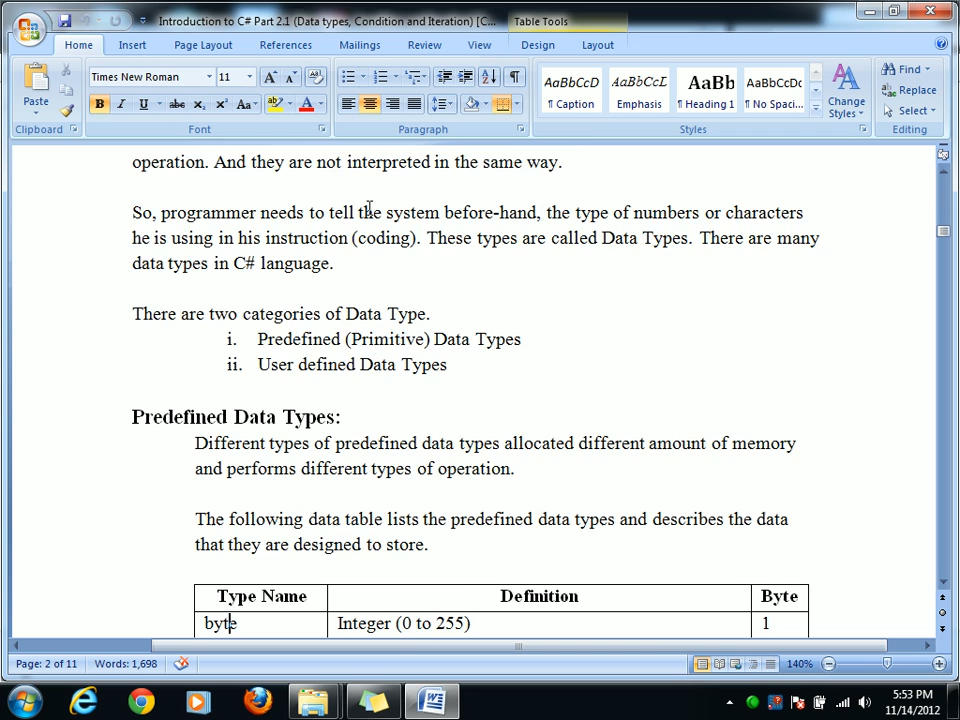 Introduction to C# Part 2.1 (Data types, Condition and Iteration) [C...
Table Tools
Home Insert Page Layout References Mailings Review View Design Layout
Paste
Times New Roman 11
B I U abc x₂ x² Aa A
AaBbCcD AaBbCcL AaBb AaBbCcDc
¶ Caption Emphasis ¶ Heading 1 ¶ No Spaci...
Change Styles
Find
Replace
Select
Clipboard Font Paragraph Styles Editing
operation. And they are not interpreted in the same way.
So, programmer needs to tell the system before-hand, the type of numbers or characters
he is using in his instruction (coding). These types are called Data Types. There are many
data types in C# language.
There are two categories of Data Type.
i. Predefined (Primitive) Data Types
ii. User defined Data Types
Predefined Data Types:
Different types of predefined data types allocated different amount of memory
and performs different types of operation.
The following data table lists the predefined data types and describes the data
that they are designed to store.
Type Name Definition Byte
byte Integer (0 to 255) 1
Page: 2 of 11 Words: 1,698 140%
5:53 PM
11/14/2012